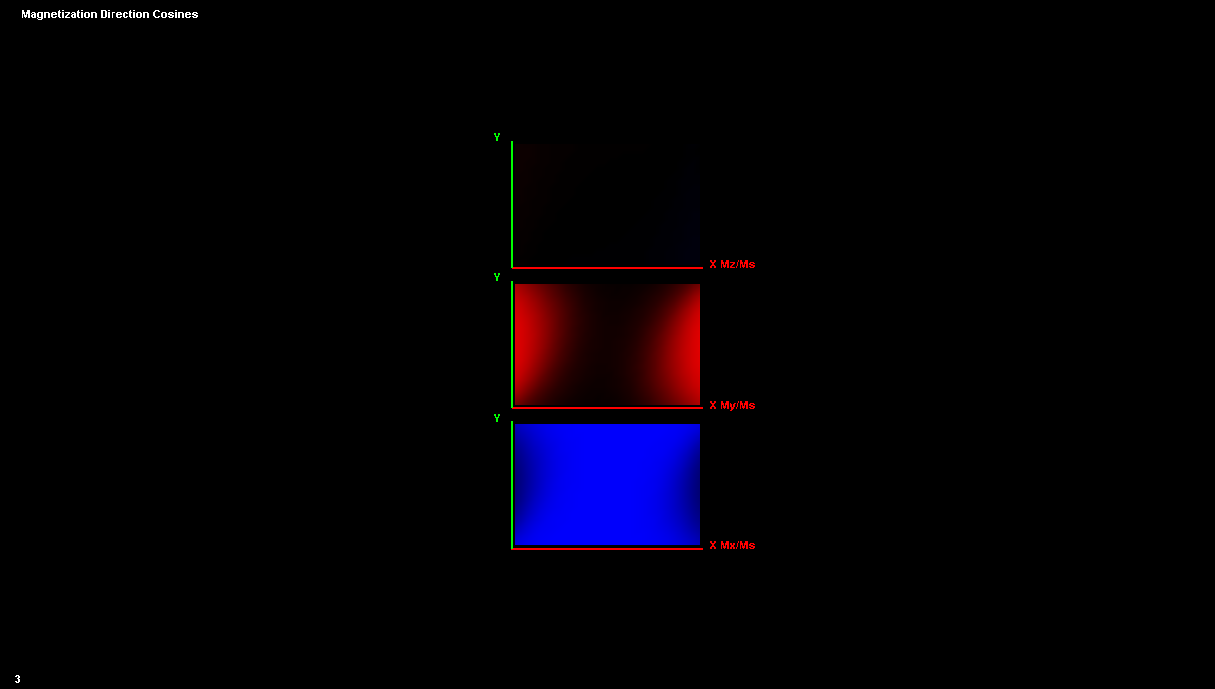 Magnetization Direction Cosines
Y
X Mz/Ms
Y
X My/Ms
Y
X Mx/Ms
3